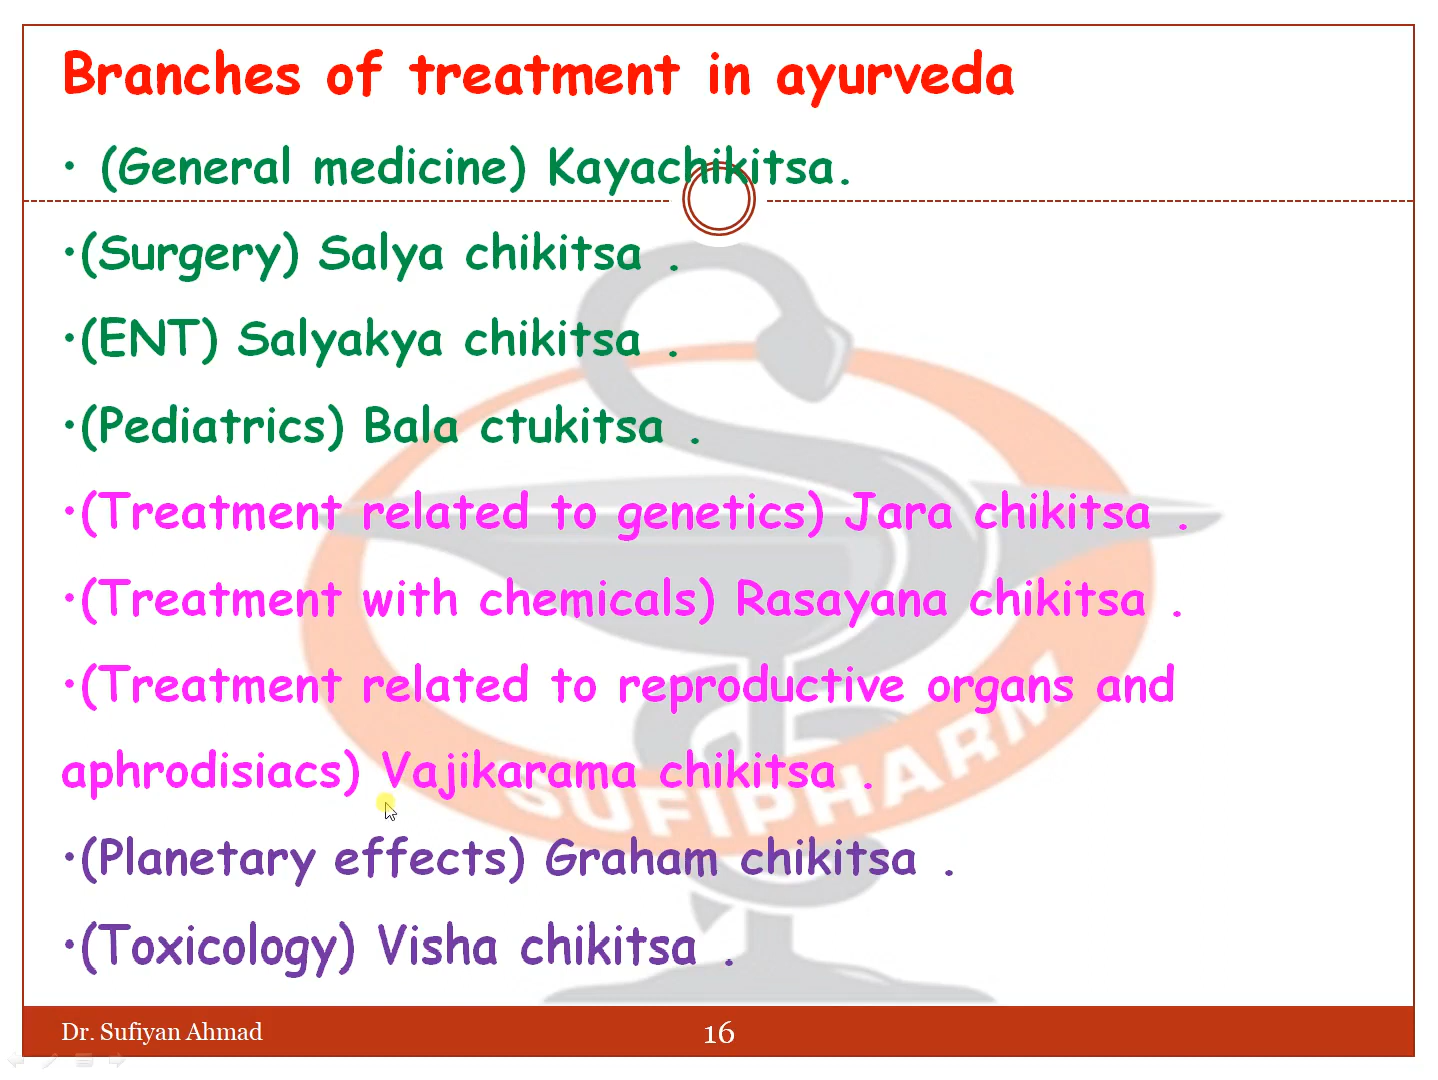 Branches of treatment in ayurveda
• (General medicine) Kayachikitsa.
•(Surgery) Salya chikitsa .
•(ENT) Salyakya chikitsa .
•(Pediatrics) Bala ctukitsa .
•(Treatment related to genetics) Jara chikitsa .
•(Treatment with chemicals) Rasayana chikitsa .
•(Treatment related to reproductive organs and
aphrodisiacs) Vajikarama chikitsa .
SUFIPHARM
•(Planetary effects) Graham chikitsa .
•(Toxicology) Visha chikitsa .
Dr. Sufiyan Ahmad
16